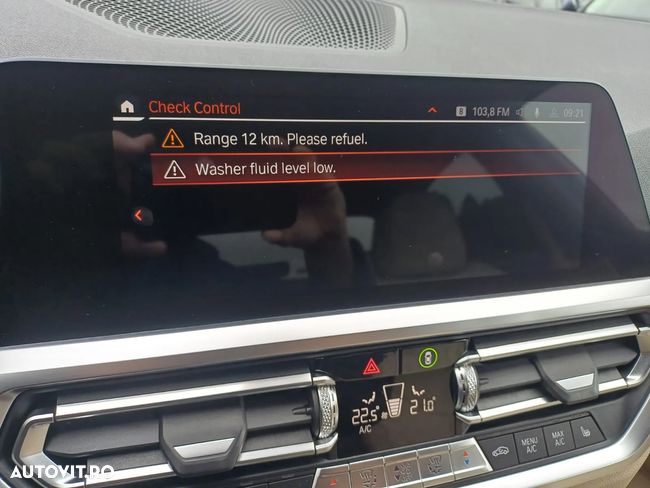 Check Control
8 103,8 FM 09:21
Range 12 km. Please refuel.
Washer fluid level low.
22.5 21.0
A/C
MENU A/C
MAX A/C
AUTOVIT.RO